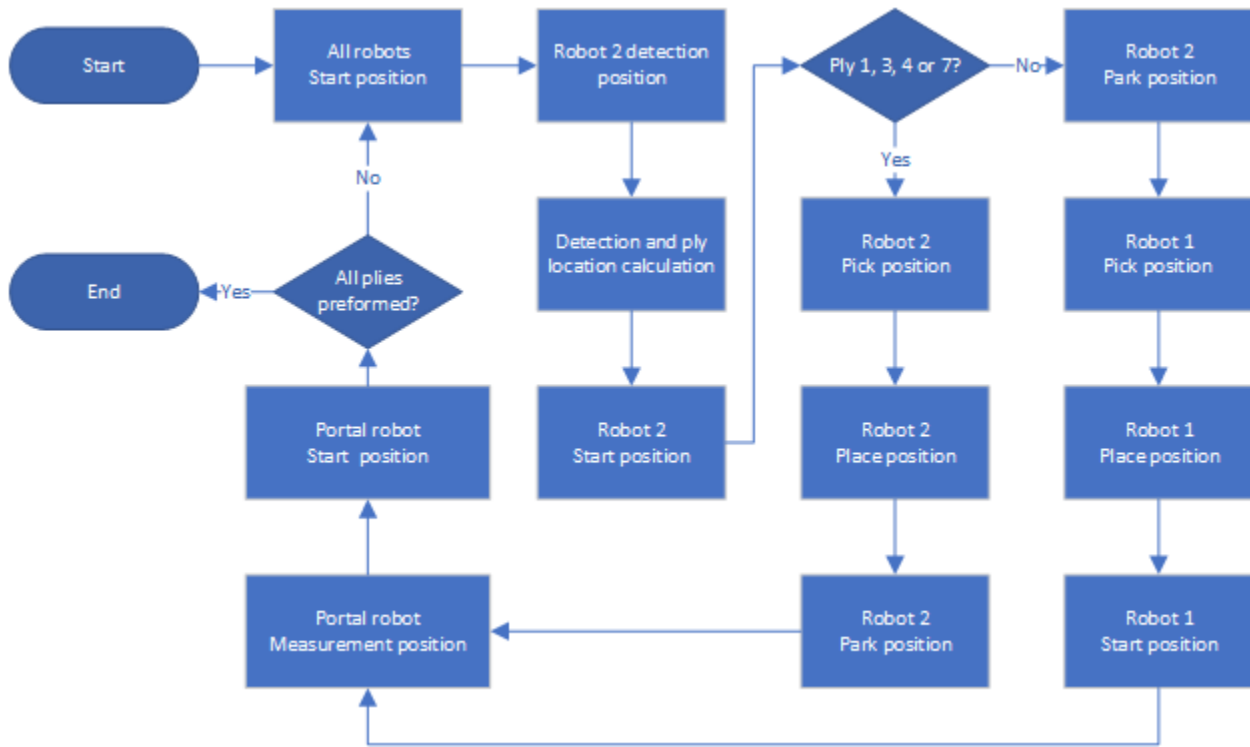 Start
All robots
Start position
Robot 2 detection
position
Ply 1, 3, 4 or 7?
No
Robot 2
Park position
Yes
No
Detection and ply
location calculation
Robot 2
Pick position
Robot 1
Pick position
End
Yes
All plies
preformed?
Portal robot
Start position
Robot 2
Start position
Robot 2
Place position
Robot 1
Place position
Portal robot
Measurement position
Robot 2
Park position
Robot 1
Start position